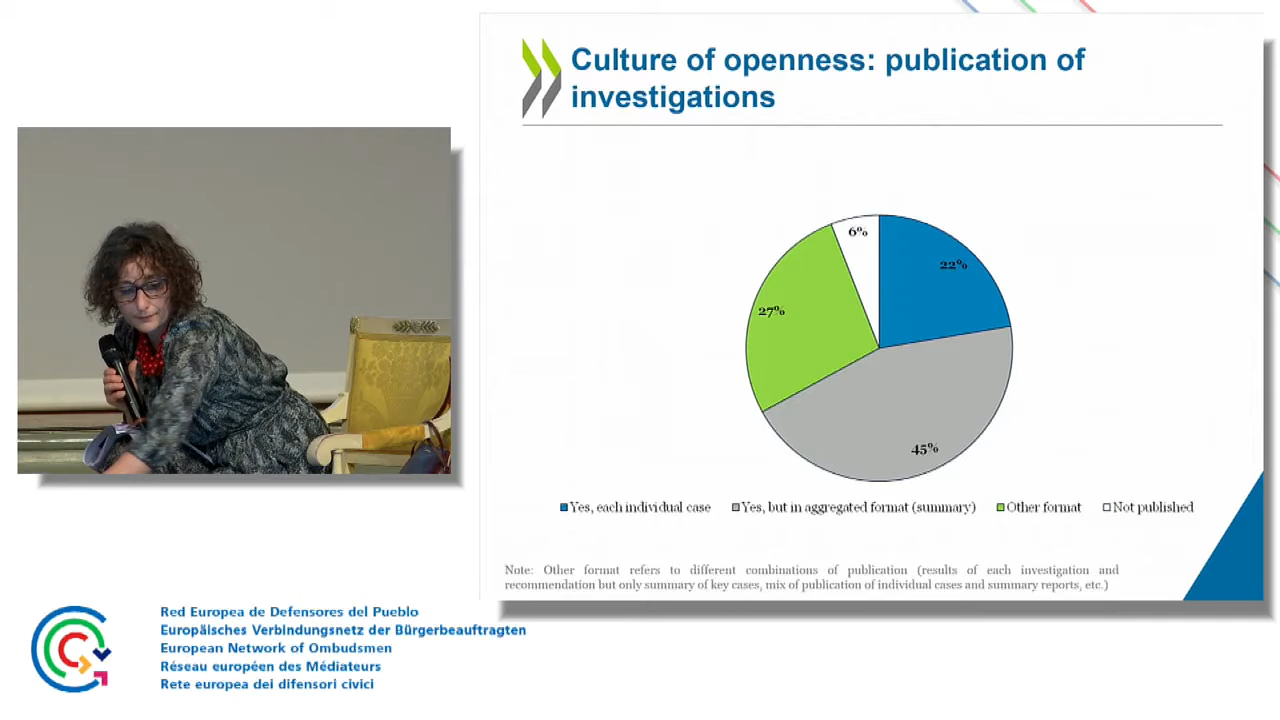 Culture of openness: publication of
investigations
6%
22%
27%
45%
Yes, each individual case
Yes, but in aggregated format (summary)
Other format
Not published
Note: Other format refers to different combinations of publication (results of each investigation and
recommendation but only summary of key cases, mix of publication of individual cases and summary reports, etc.)
Red Europea de Defensores del Pueblo
Europäisches Verbindungsnetz der Bürgerbeauftragten
European Network of Ombudsmen
Réseau européen des Médiateurs
Rete europea dei difensori civici